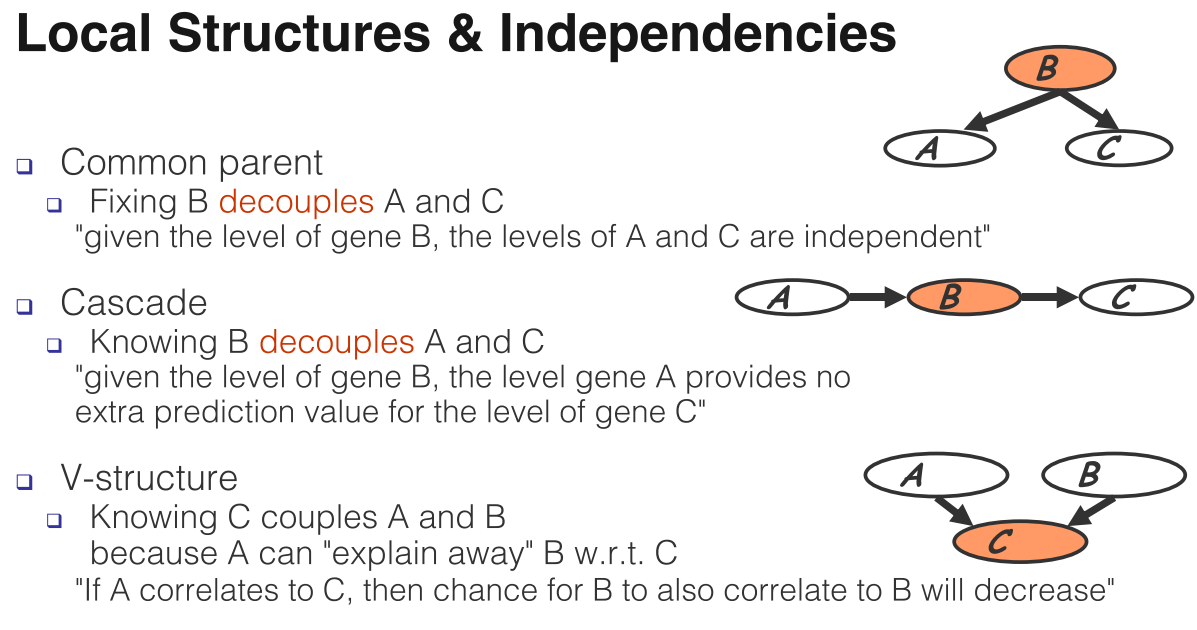 Local Structures & Independencies
B
A
C
Common parent
Fixing B decouples A and C
"given the level of gene B, the levels of A and C are independent"
Cascade
A
B
C
Knowing B decouples A and C
"given the level of gene B, the level gene A provides no
extra prediction value for the level of gene C"
V-structure
A
B
C
Knowing C couples A and B
because A can "explain away" B w.r.t. C
"If A correlates to C, then chance for B to also correlate to B will decrease"